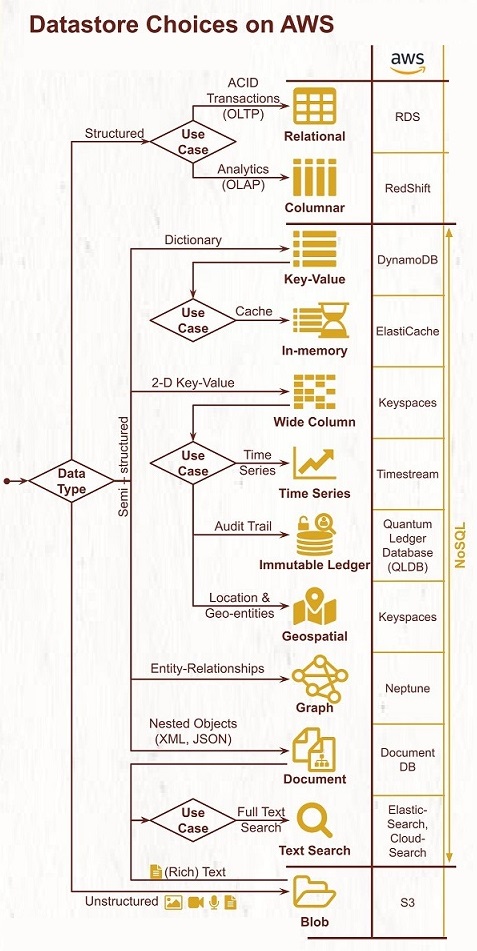 Datastore Choices on AWS
aws
ACID
Transactions
(OLTP)
Structured
Use
Case
Relational
RDS
Analytics
(OLAP)
Columnar
RedShift
Dictionary
Key-Value
DynamoDB
Use
Case
Cache
In-memory
ElastiCache
2-D Key-Value
Wide Column
Keyspaces
Semi - structured
Data
Type
Use
Case
Time
Series
Time Series
Timestream
Audit Trail
Immutable Ledger
Quantum
Ledger
Database
(QLDB)
NoSQL
Location &
Geo-entities
Geospatial
Keyspaces
Entity-Relationships
Graph
Neptune
Nested Objects
(XML, JSON)
Document
Document
DB
Use
Case
Full Text
Search
Text Search
Elastic-
Search,
Cloud-
Search
(Rich) Text
Unstructured
Blob
S3